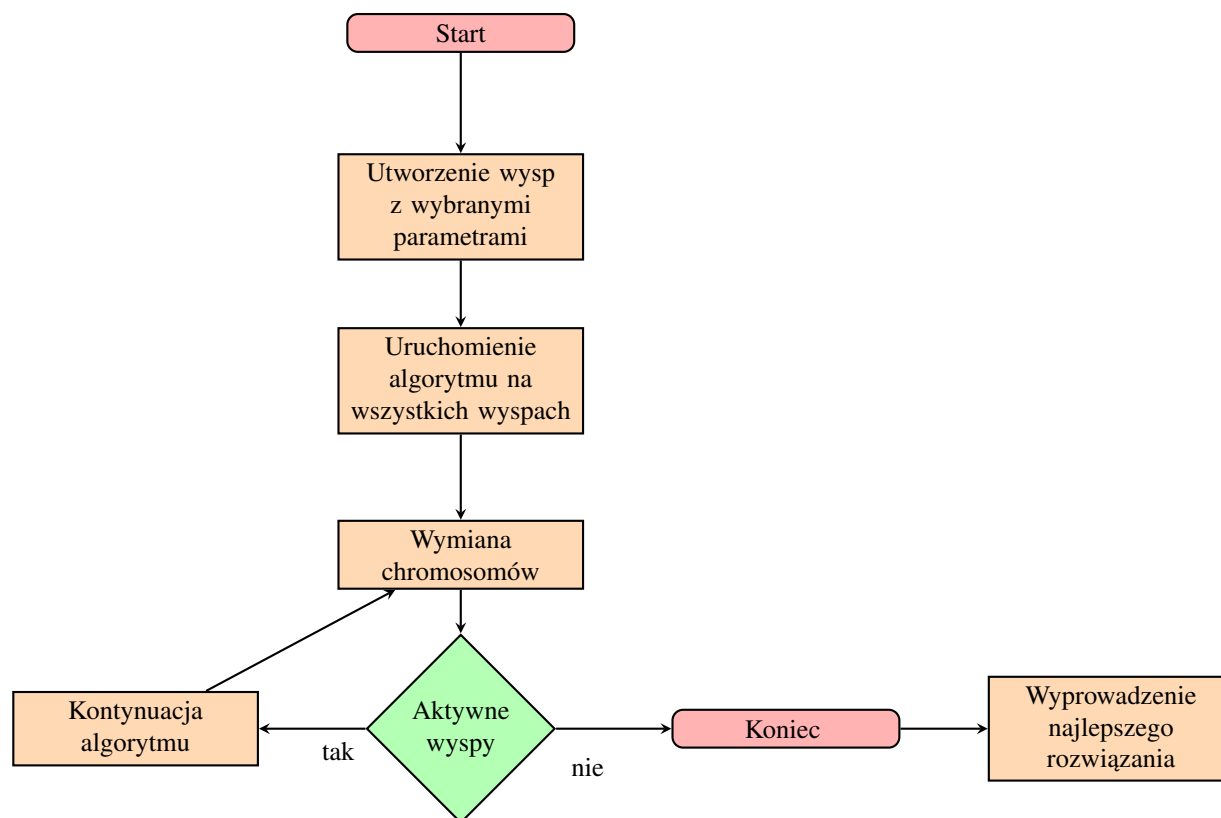 Start
Utworzenie wysp
z wybranymi
parametrami
Uruchomienie
algorytmu na
wszystkich wyspach
Wymiana
chromosomów
Kontynuacja
algorytmu
tak
Aktywne
wyspy
nie
Koniec
Wyprowadzenie
najlepszego
rozwiązania